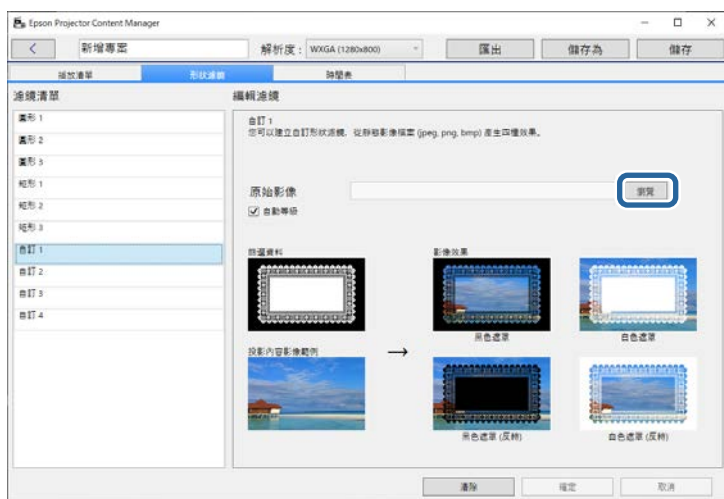 Epson Projector Content Manager
新增專案
解析度：
WXGA (1280x800)
匯出
儲存為
儲存
播放清單
形狀濾鏡
時間表
濾鏡清單
圓形 1
圓形 2
圓形 3
矩形 1
矩形 2
矩形 3
自訂 1
自訂 2
自訂 3
自訂 4
編輯濾鏡
自訂 1
您可以建立自訂形狀濾鏡，從靜態影像檔案 (jpeg, png, bmp) 產生四種效果。
原始影像
瀏覽
自動等級
篩選資料
影像效果
黑色遮罩
白色遮罩
投影內容影像範例
→
黑色遮罩 (反轉)
白色遮罩 (反轉)
清除
確定
取消